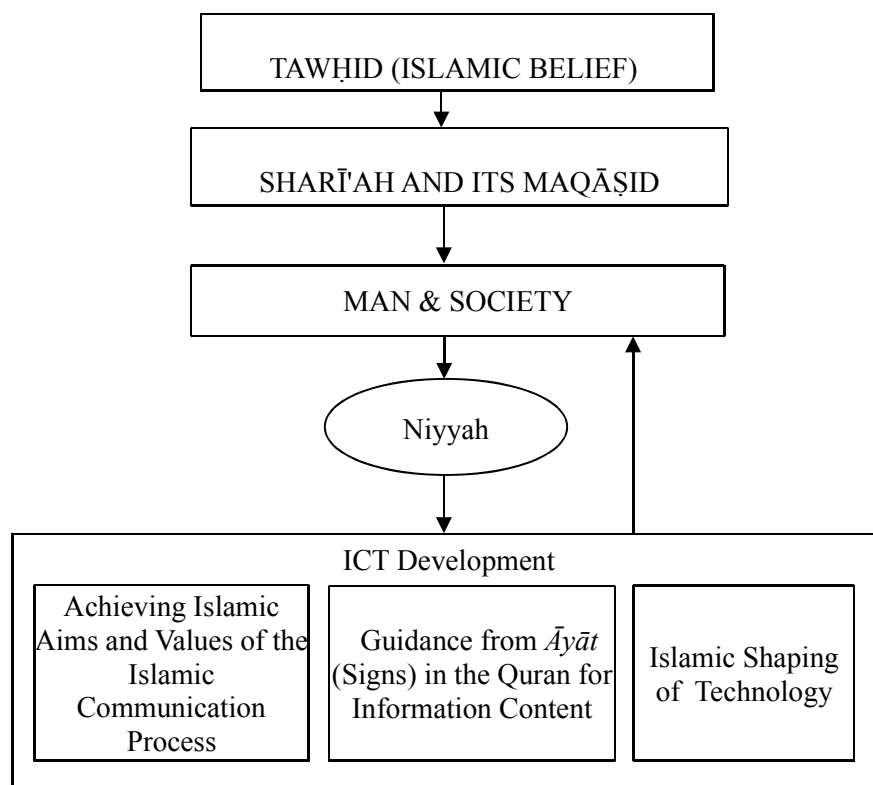 TAWḤID (ISLAMIC BELIEF)
SHARĪ'AH AND ITS MAQĀṢID
MAN & SOCIETY
Niyyah
ICT Development
Achieving Islamic
Aims and Values of the
Islamic
Communication
Process
Guidance from Āyāt
(Signs) in the Quran for
Information Content
Islamic Shaping
of Technology